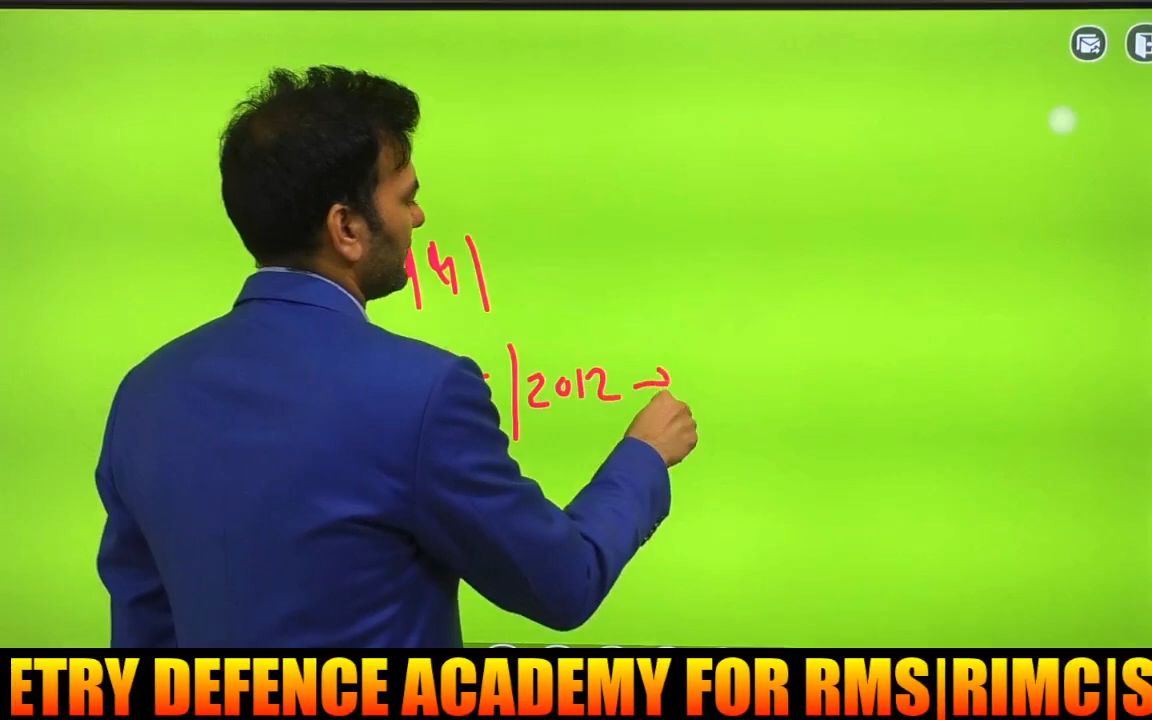 |2012 →
ETRY DEFENCE ACADEMY FOR RMS|RIMC|S